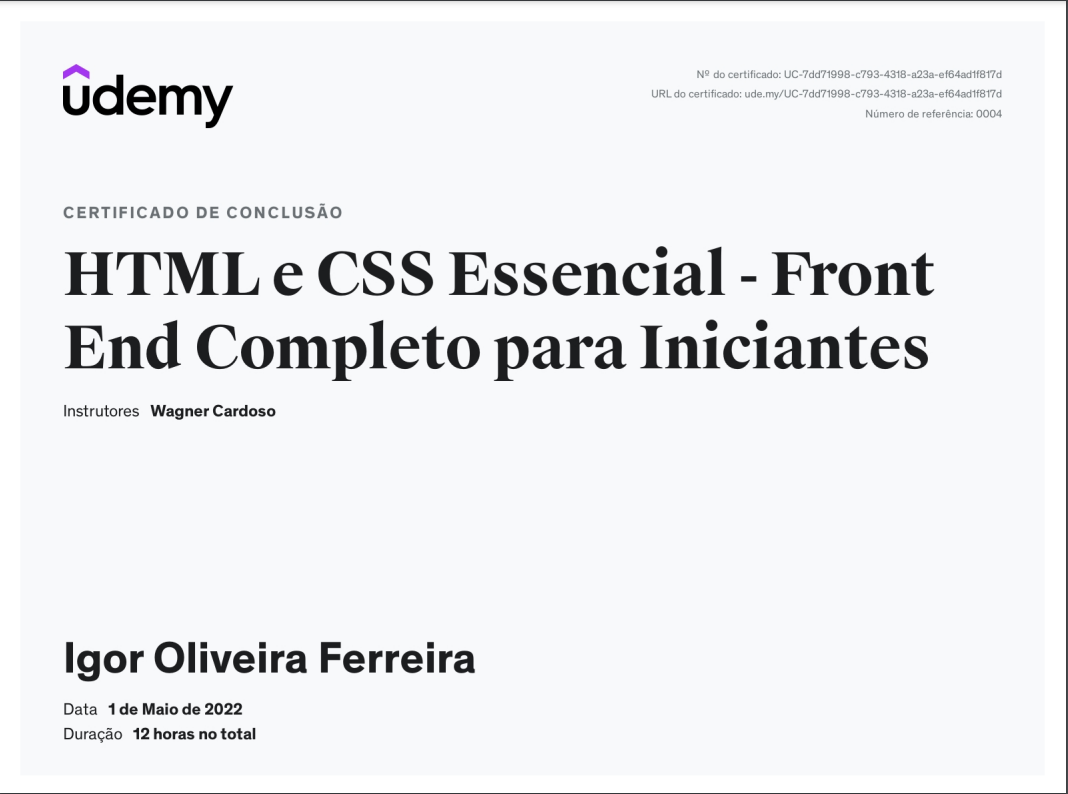 udemy
Nº do certificado: UC-7dd71998-c793-4318-a23a-ef64ad1f817d
URL do certificado: ude.my/UC-7dd71998-c793-4318-a23a-ef64ad1f817d
Número de referência: 0004
CERTIFICADO DE CONCLUSÃO
HTML e CSS Essencial - Front
End Completo para Iniciantes
Instrutores Wagner Cardoso
Igor Oliveira Ferreira
Data 1 de Maio de 2022
Duração 12 horas no total